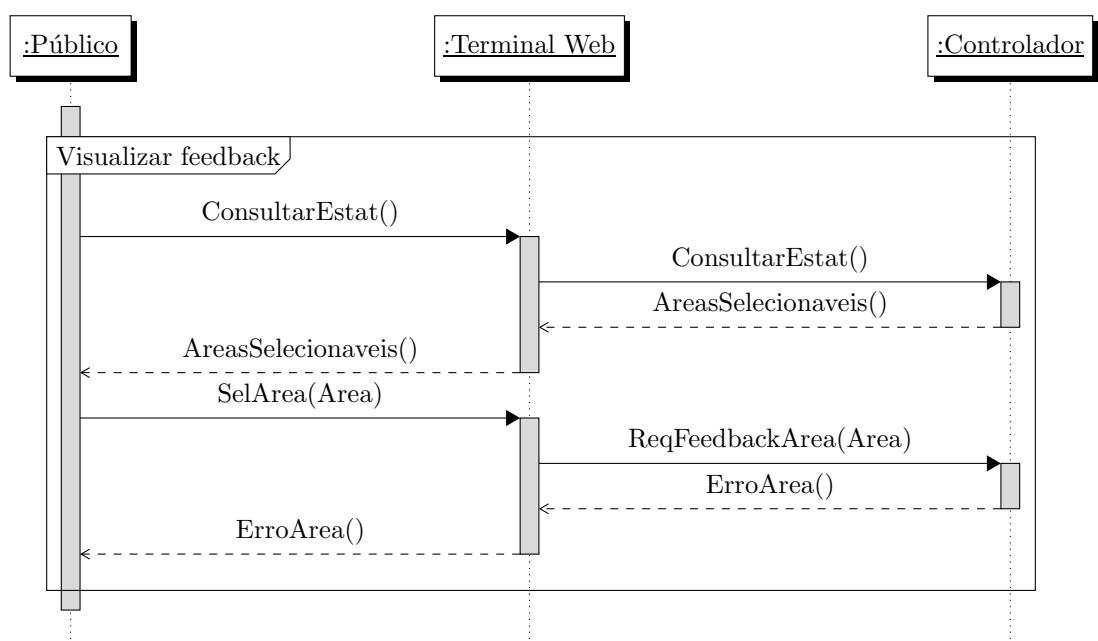 :Público
:Terminal Web
:Controlador
Visualizar feedback
ConsultarEstat()
ConsultarEstat()
AreasSelecionaveis()
AreasSelecionaveis()
SelArea(Area)
ReqFeedbackArea(Area)
ErroArea()
ErroArea()